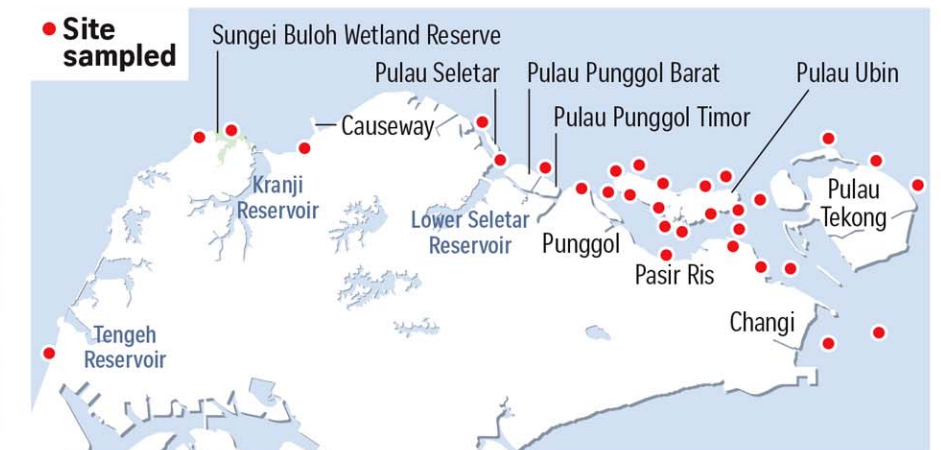 Site
sampled
Sungei Buloh Wetland Reserve
Pulau Seletar
Pulau Punggol Barat
Pulau Ubin
Pulau Punggol Timor
Causeway
Kranji
Reservoir
Lower Seletar
Reservoir
Punggol
Pasir Ris
Pulau
Tekong
Changi
Tengeh
Reservoir